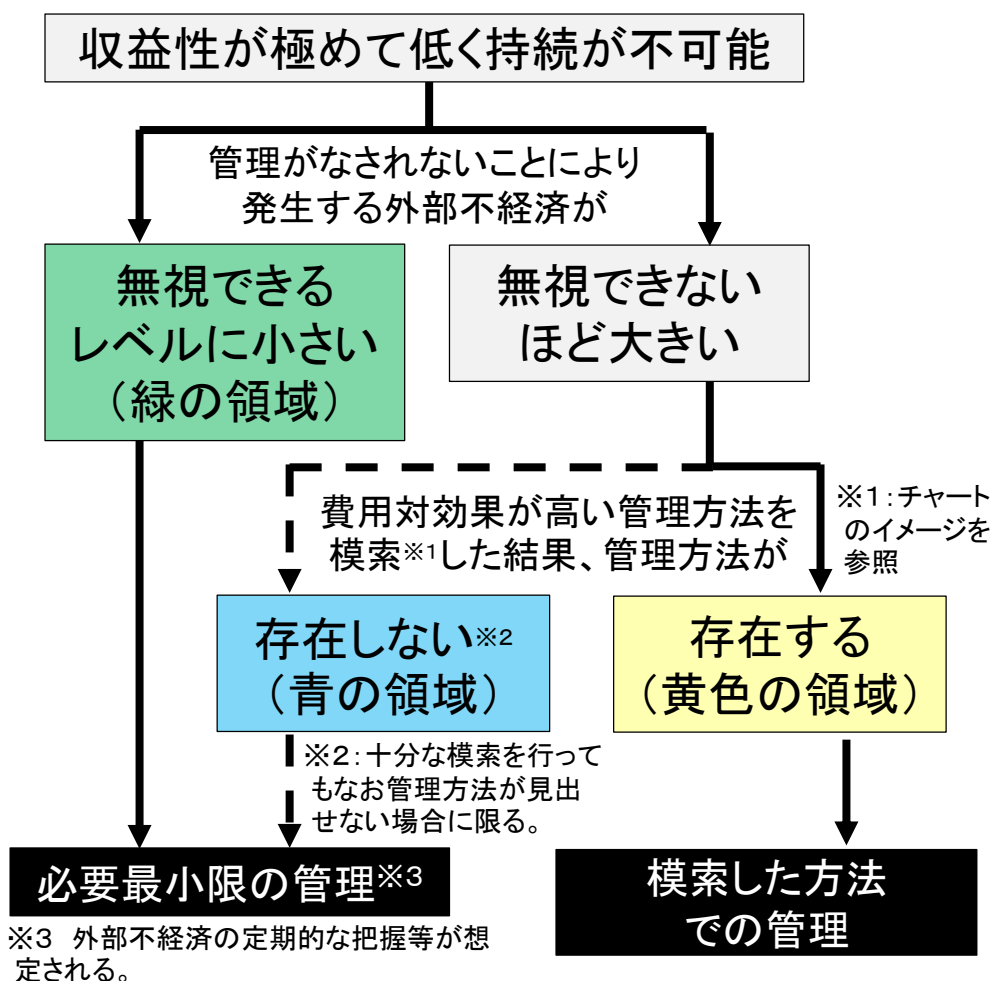 収益性が極めて低く持続が不可能
管理がなされないことにより
発生する外部不経済が
無視できる
レベルに小さい
（緑の領域）
無視できない
ほど大きい
費用対効果が高い管理方法を
模索※1した結果、管理方法が
※1：チャート
のイメージを
参照
存在しない※2
（青の領域）
存在する
（黄色の領域）
※2：十分な模索を行って
もなお管理方法が見出
せない場合に限る。
必要最小限の管理※3
模索した方法
での管理
※3　外部不経済の定期的な把握等が想
定される。